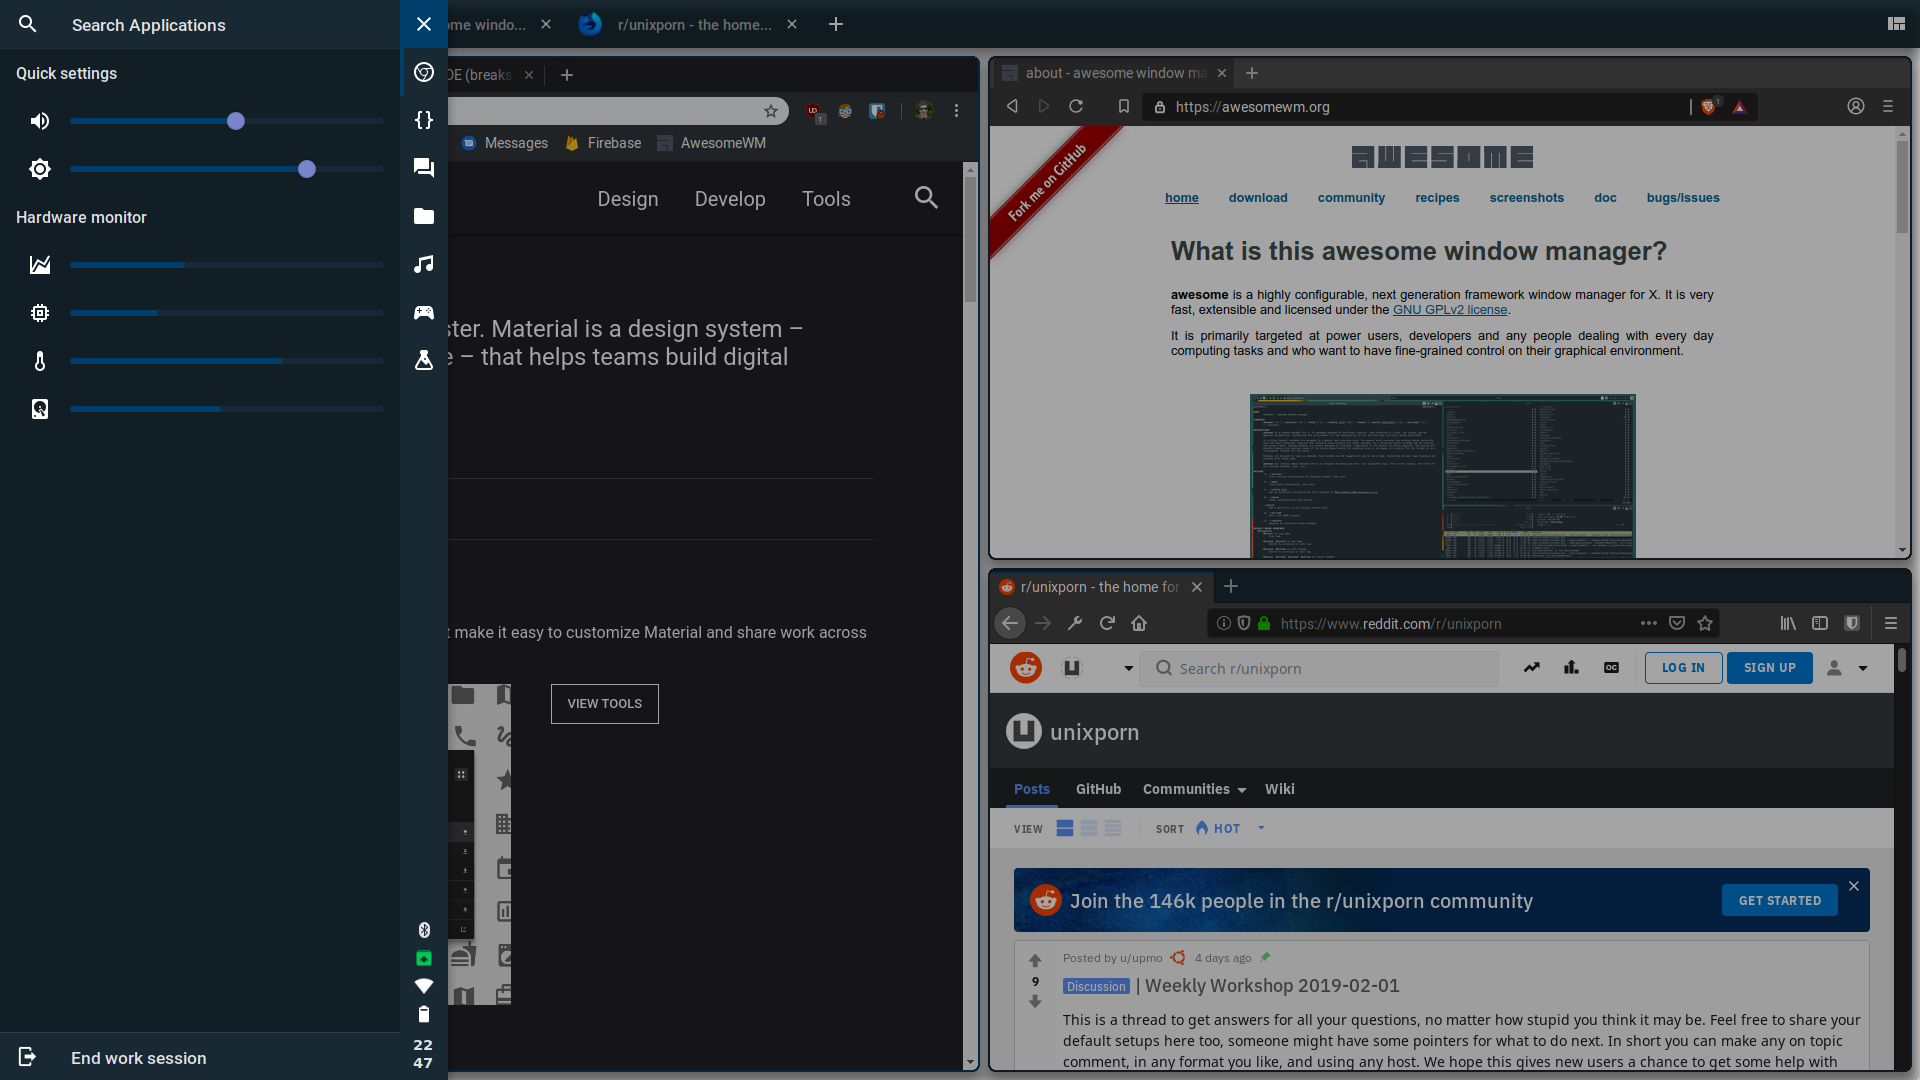 Search Applications
me windo...
r/unixporn - the home...
Quick settings
Hardware monitor
End work session
22
47
DE (breaks
1
Messages
Firebase
AwesomeWM
Design
Develop
Tools
ster. Material is a design system –
e – that helps teams build digital
t make it easy to customize Material and share work across
VIEW TOOLS
about - awesome window ma
https://awesomewm.org
1
Fork me on GitHub
AWESOME
home download community recipes screenshots doc bugs/issues
What is this awesome window manager?
awesome is a highly configurable, next generation framework window manager for X. It is very
fast, extensible and licensed under the GNU GPLv2 license.
It is primarily targeted at power users, developers and any people dealing with every day
computing tasks and who want to have fine-grained control on their graphical environment.
r/unixporn - the home for
https://www.reddit.com/r/unixporn
Search r/unixporn
OC
LOG IN
SIGN UP
unixporn
Posts GitHub Communities Wiki
VIEW
SORT HOT
Join the 146k people in the r/unixporn community
GET STARTED
Posted by u/upmo 4 days ago
9
Discussion | Weekly Workshop 2019-02-01
This is a thread to get answers for all your questions, no matter how stupid you think it may be. Feel free to share your
default setups here too, someone might have some pointers for what to do next. In short you can make any on topic
comment, in any format you like, and using any host. We hope this gives new users a chance to get some help with